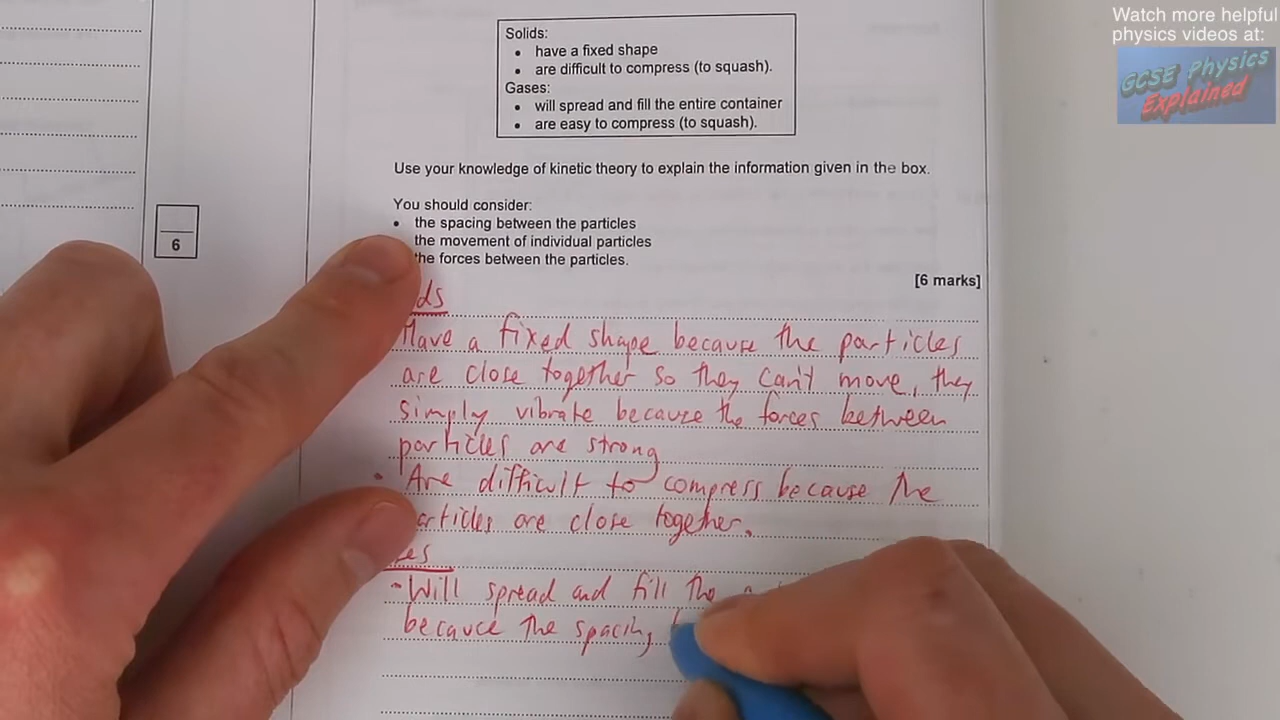 Watch more helpful
physics videos at:
GCSE Physics
Explained
Solids:
• have a fixed shape
• are difficult to compress (to squash).
Gases:
• will spread and fill the entire container
• are easy to compress (to squash).
Use your knowledge of kinetic theory to explain the information given in the box.
You should consider:
• the spacing between the particles
the movement of individual particles
the forces between the particles.
6
[6 marks]
ds
Have a fixed shape because the particles
are close together so they can't move, they
simply vibrate because the forces between
particles are strong
• Are difficult to compress because the
articles are close together.
es
- Will spread and fill the
because the spacing